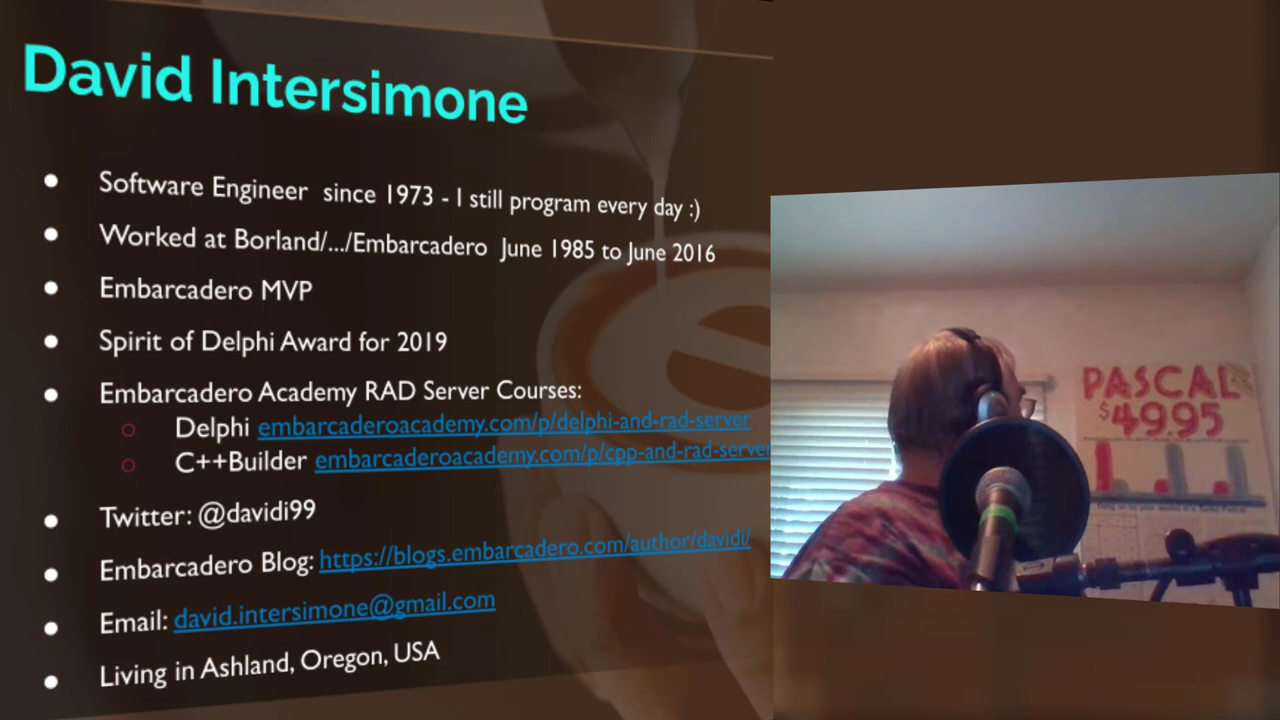 David Intersimone
Software Engineer since 1973 - I still program every day :)
Worked at Borland/.../Embarcadero June 1985 to June 2016
Embarcadero MVP
Spirit of Delphi Award for 2019
Embarcadero Academy RAD Server Courses:
Delphi embarcaderoacademy.com/p/delphi-and-rad-server
C++Builder embarcaderoacademy.com/p/cpp-and-rad-server
Twitter: @davidi99
Embarcadero Blog: https://blogs.embarcadero.com/author/davidi/
Email: david.intersimone@gmail.com
Living in Ashland, Oregon, USA
PASCAL
$49.95